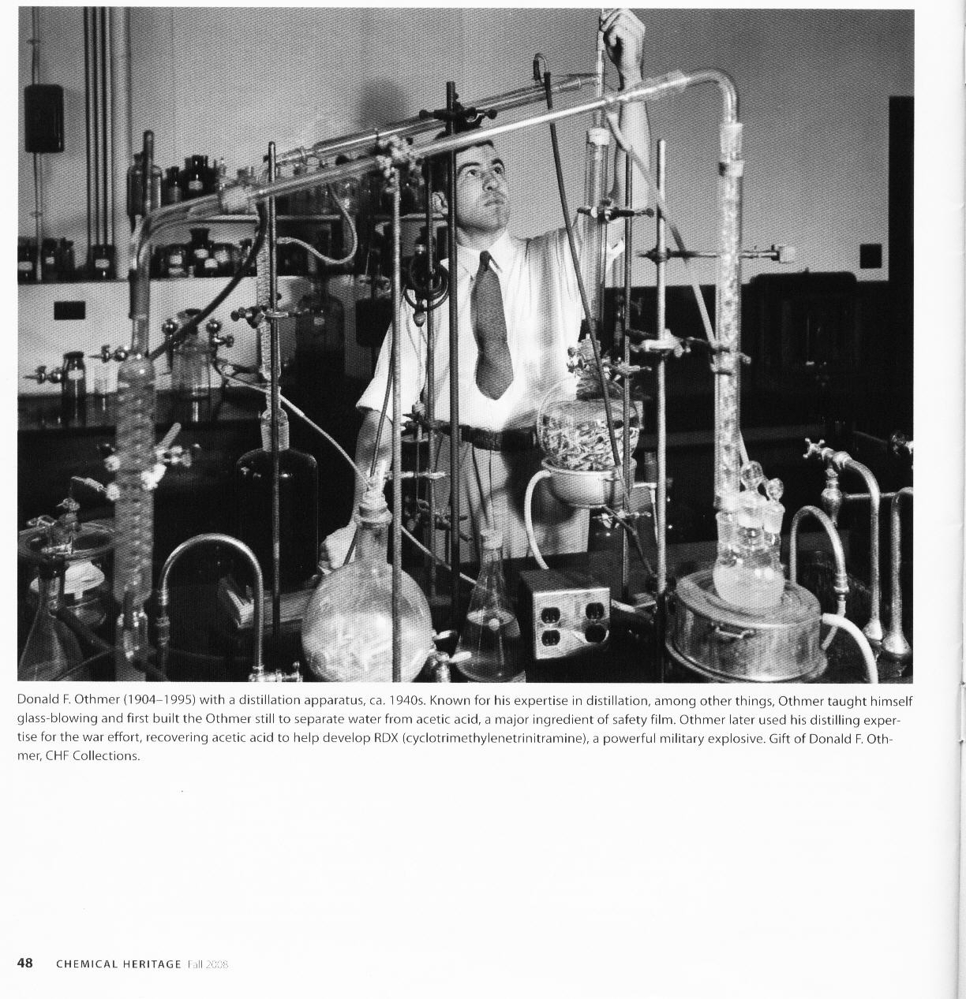 Donald F. Othmer (1904–1995) with a distillation apparatus, ca. 1940s. Known for his expertise in distillation, among other things, Othmer taught himself
glass-blowing and first built the Othmer still to separate water from acetic acid, a major ingredient of safety film. Othmer later used his distilling exper-
tise for the war effort, recovering acetic acid to help develop RDX (cyclotrimethylenetrinitramine), a powerful military explosive. Gift of Donald F. Oth-
mer, CHF Collections.
48 CHEMICAL HERITAGE Fall 2008